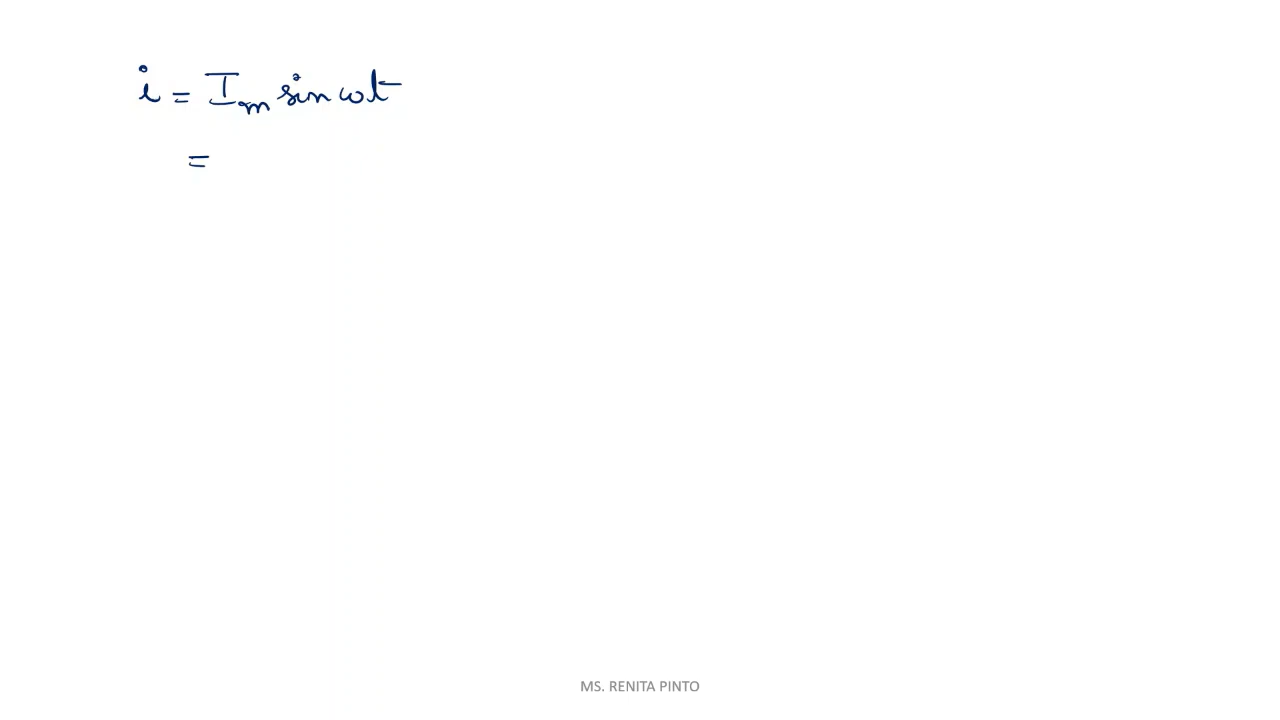 i = Im sin ωt
=
MS. RENITA PINTO